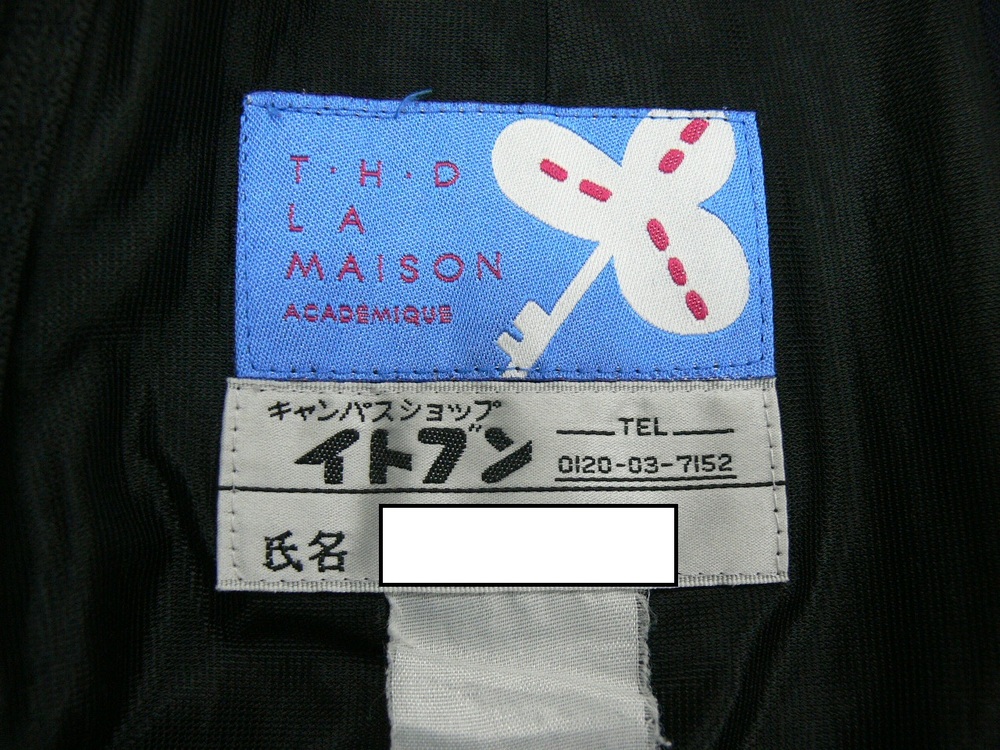 T·H·D
LA
MAISON
ACADÉMIQUE
キャンパスショップ
イトブン
TEL
0120-03-7152
氏名